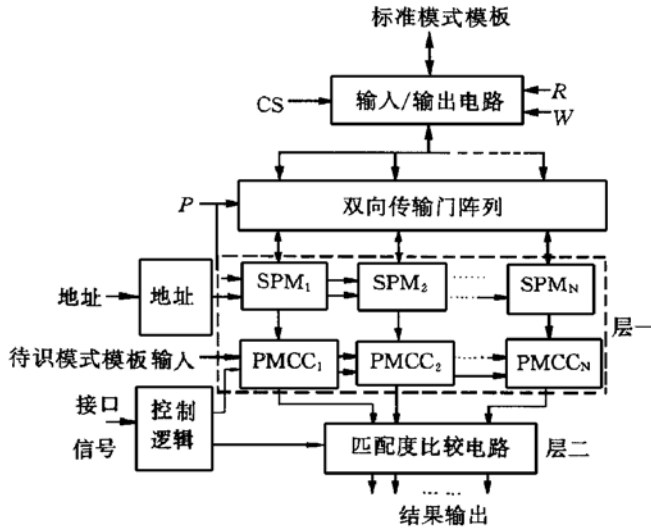 标准模式模板
CS
输入/输出电路
R
W
P
双向传输门阵列
地址
地址
SPM₁
SPM₂
......
SPM_N
层一
待识模式模板输入
PMCC₁
PMCC₂
......
PMCC_N
接口
信号
控制
逻辑
匹配度比较电路
层二
......
结果输出